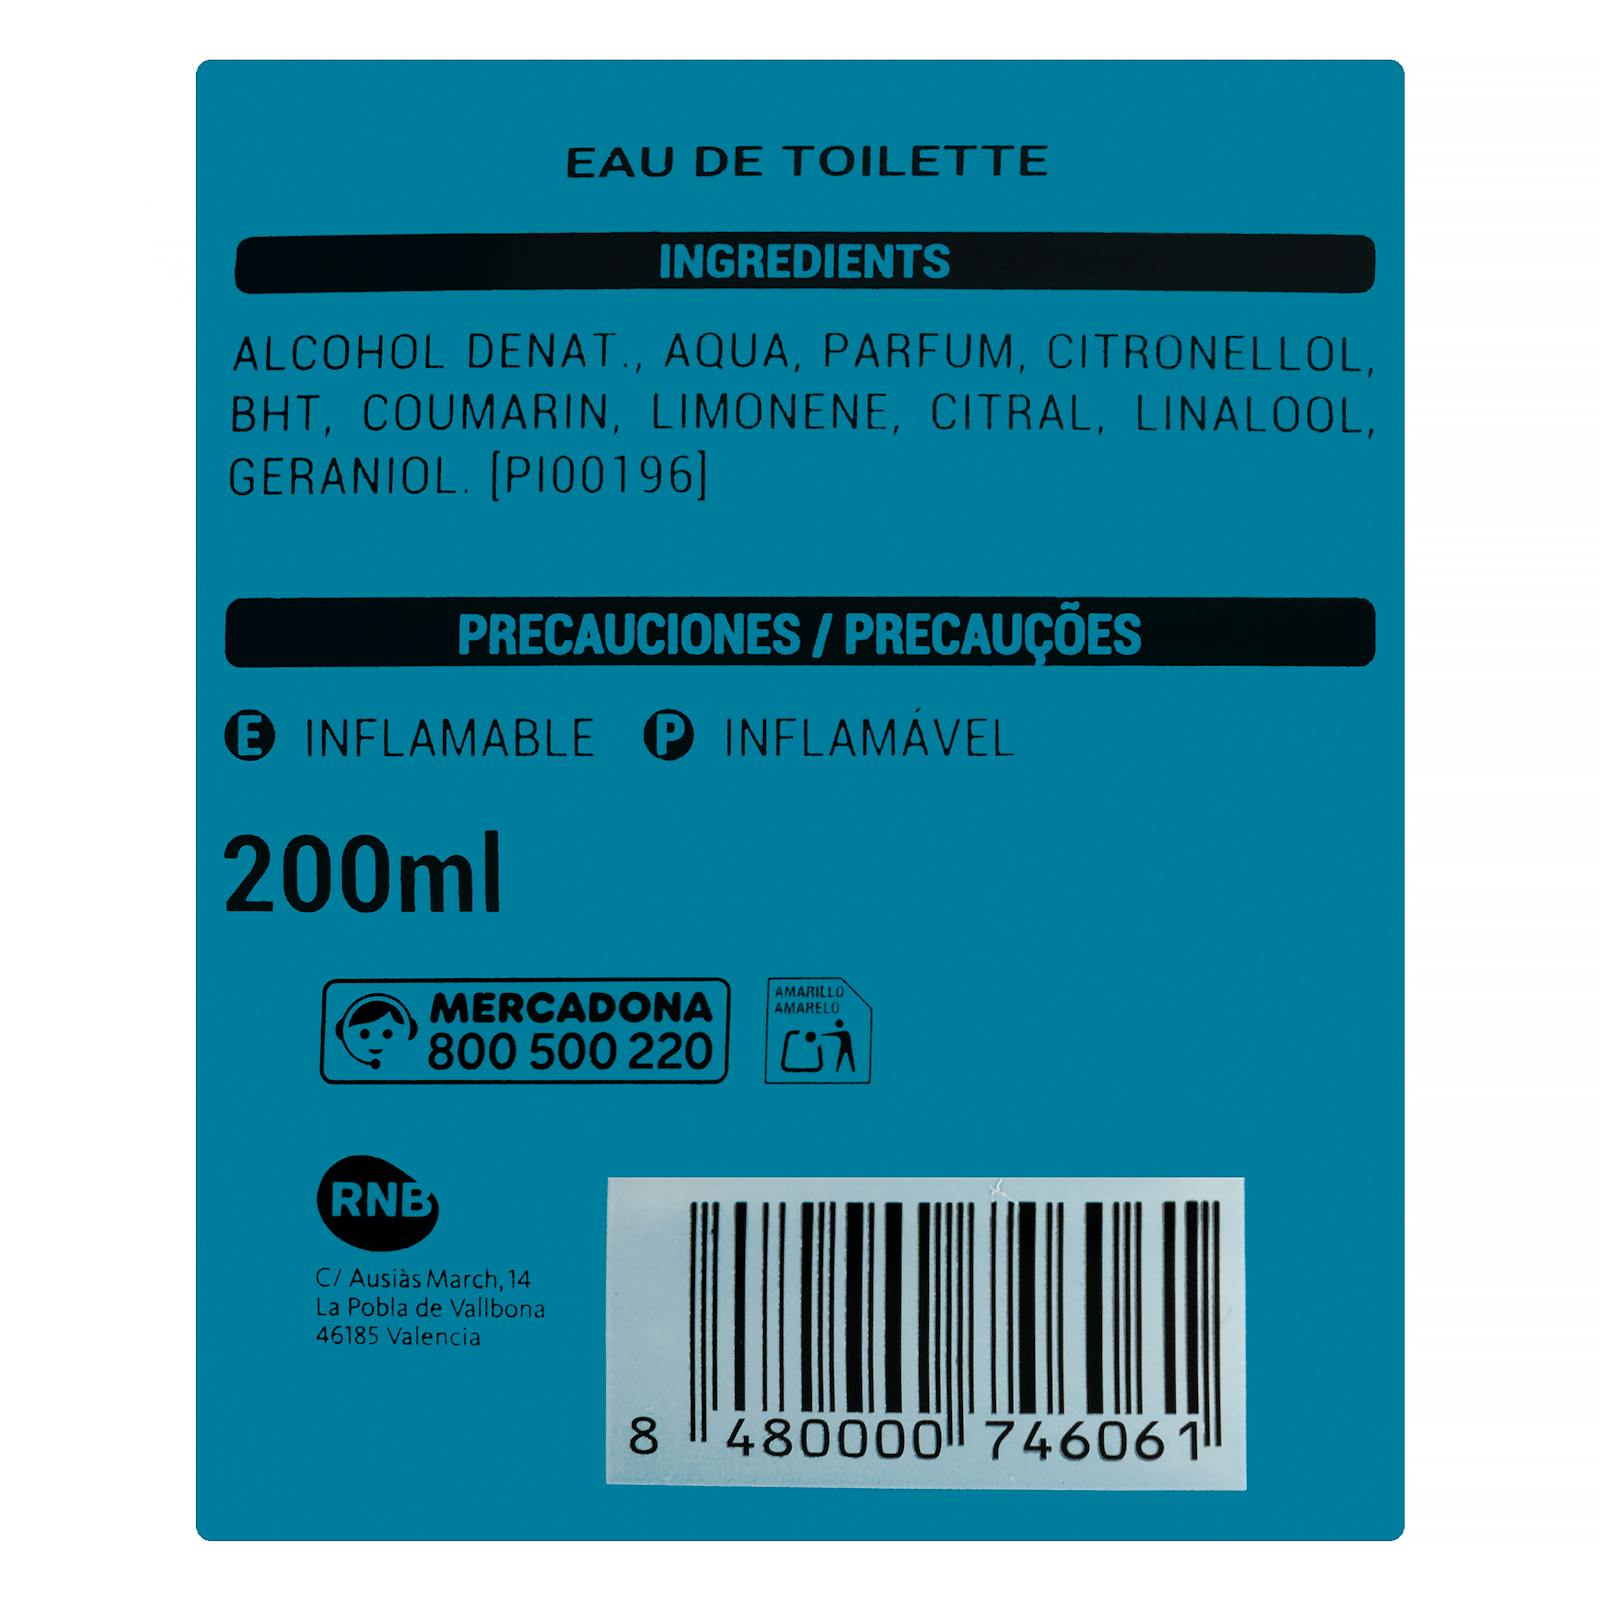 EAU DE TOILETTE
INGREDIENTS
ALCOHOL DENAT., AQUA, PARFUM, CITRONELLOL,
BHT, COUMARIN, LIMONENE, CITRAL, LINALOOL,
GERANIOL. [PI00196]
PRECAUCIONES / PRECAUÇÕES
E INFLAMABLE P INFLAMÁVEL
200ml
MERCADONA
800 500 220
AMARILLO
AMARELO
RNB
C/ Ausiàs March, 14
La Pobla de Vallbona
46185 Valencia
8 480000 746061